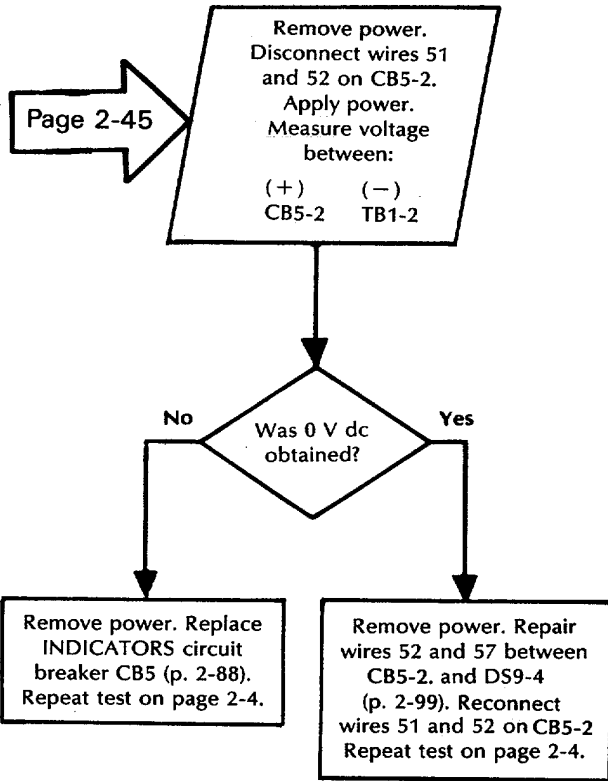 Page 2-45
Remove power.
Disconnect wires 51
and 52 on CB5-2.
Apply power.
Measure voltage
between:
(+) (−)
CB5-2 TB1-2
Was 0 V dc
obtained?
No
Yes
Remove power. Replace
INDICATORS circuit
breaker CB5 (p. 2-88).
Repeat test on page 2-4.
Remove power. Repair
wires 52 and 57 between
CB5-2. and DS9-4
(p. 2-99). Reconnect
wires 51 and 52 on CB5-2
Repeat test on page 2-4.